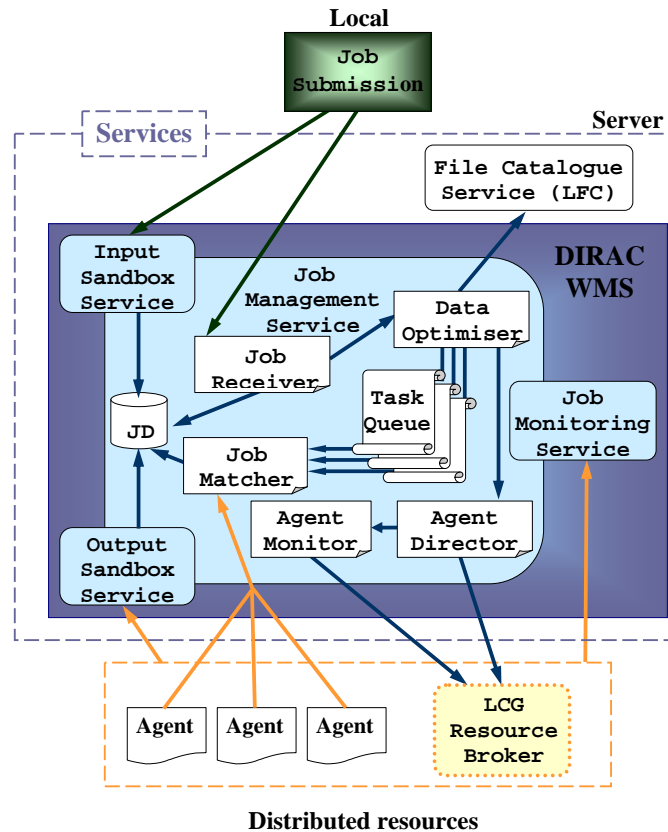 Local
Job
Submission
Server
Services
File Catalogue
Service (LFC)
DIRAC
WMS
Input
Sandbox
Service
Job
Management
Service
Data
Optimiser
Job
Receiver
Task
Queue
Job
Monitoring
Service
JD
Job
Matcher
Agent
Monitor
Agent
Director
Output
Sandbox
Service
Agent
Agent
Agent
LCG
Resource
Broker
Distributed resources